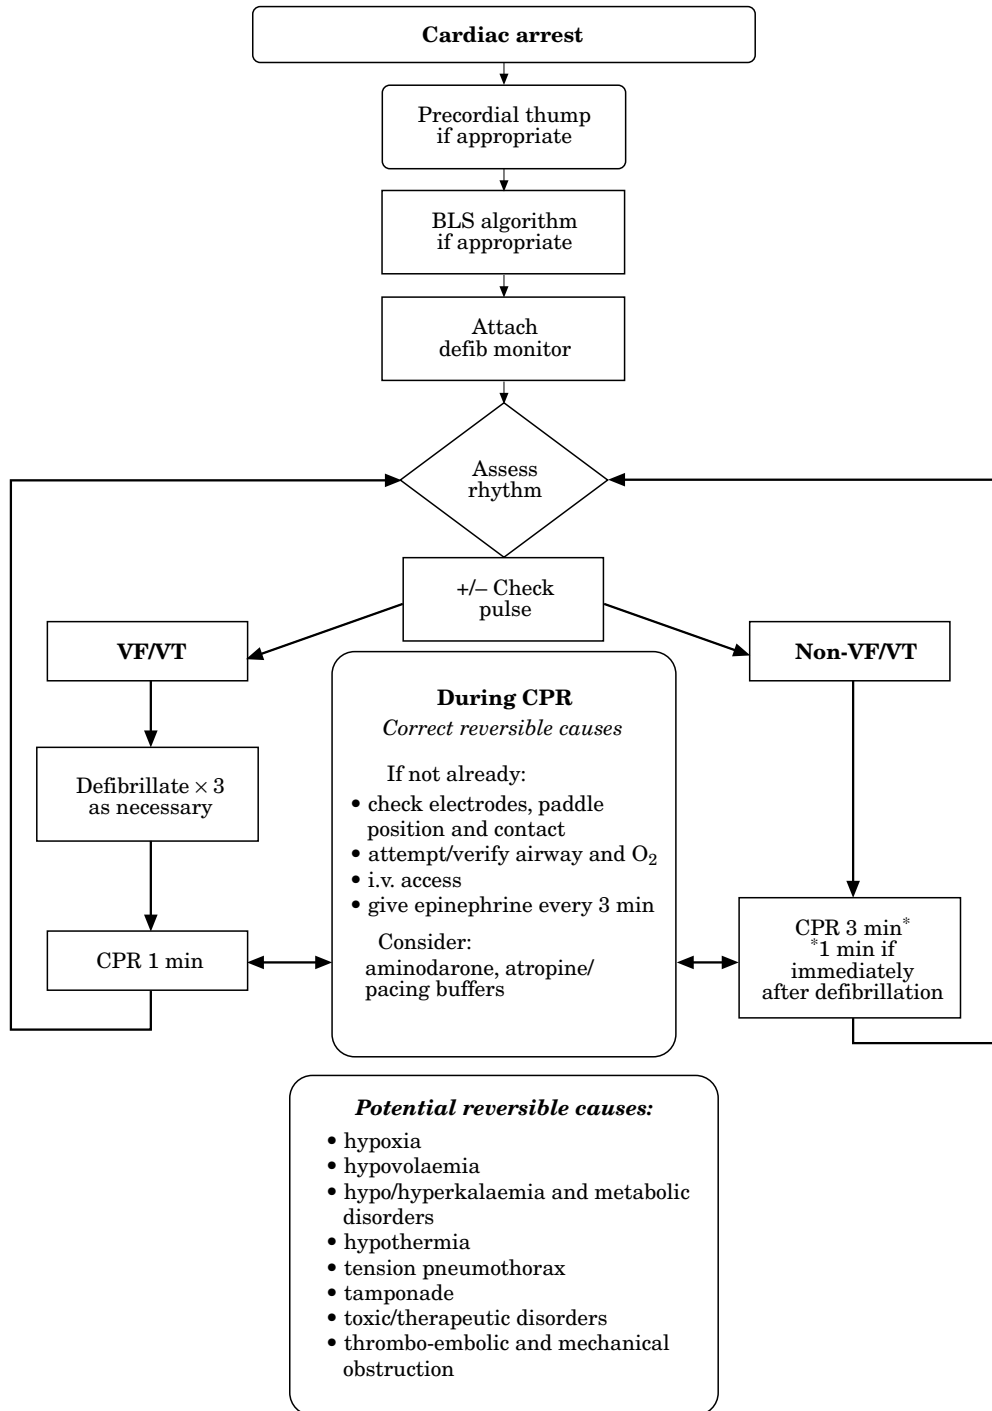 Cardiac arrest
Precordial thump
if appropriate
BLS algorithm
if appropriate
Attach
defib monitor
Assess
rhythm
+/– Check
pulse
VF/VT
Defibrillate × 3
as necessary
CPR 1 min
During CPR
Correct reversible causes
If not already:
• check electrodes, paddle
position and contact
• attempt/verify airway and O₂
• i.v. access
• give epinephrine every 3 min
Consider:
aminodarone, atropine/
pacing buffers
Non-VF/VT
CPR 3 min*
*1 min if
immediately
after defibrillation
Potential reversible causes:
• hypoxia
• hypovolaemia
• hypo/hyperkalaemia and metabolic
disorders
• hypothermia
• tension pneumothorax
• tamponade
• toxic/therapeutic disorders
• thrombo-embolic and mechanical
obstruction